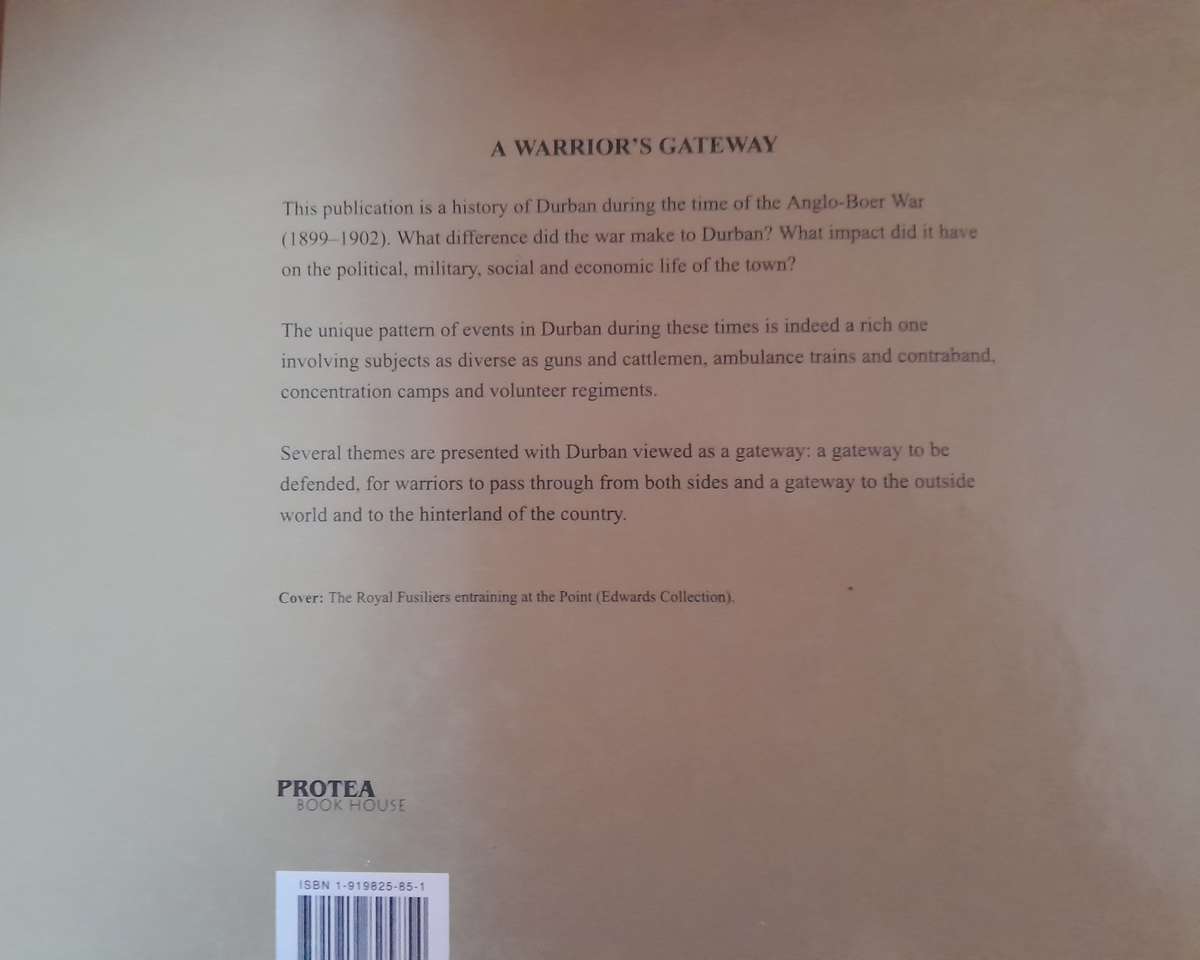 A WARRIOR'S GATEWAY
This publication is a history of Durban during the time of the Anglo-Boer War
(1899–1902). What difference did the war make to Durban? What impact did it have
on the political, military, social and economic life of the town?
The unique pattern of events in Durban during these times is indeed a rich one
involving subjects as diverse as guns and cattlemen, ambulance trains and contraband,
concentration camps and volunteer regiments.
Several themes are presented with Durban viewed as a gateway: a gateway to be
defended, for warriors to pass through from both sides and a gateway to the outside
world and to the hinterland of the country.
Cover: The Royal Fusiliers entraining at the Point (Edwards Collection).
PROTEA
BOOK HOUSE
ISBN 1-919825-85-1